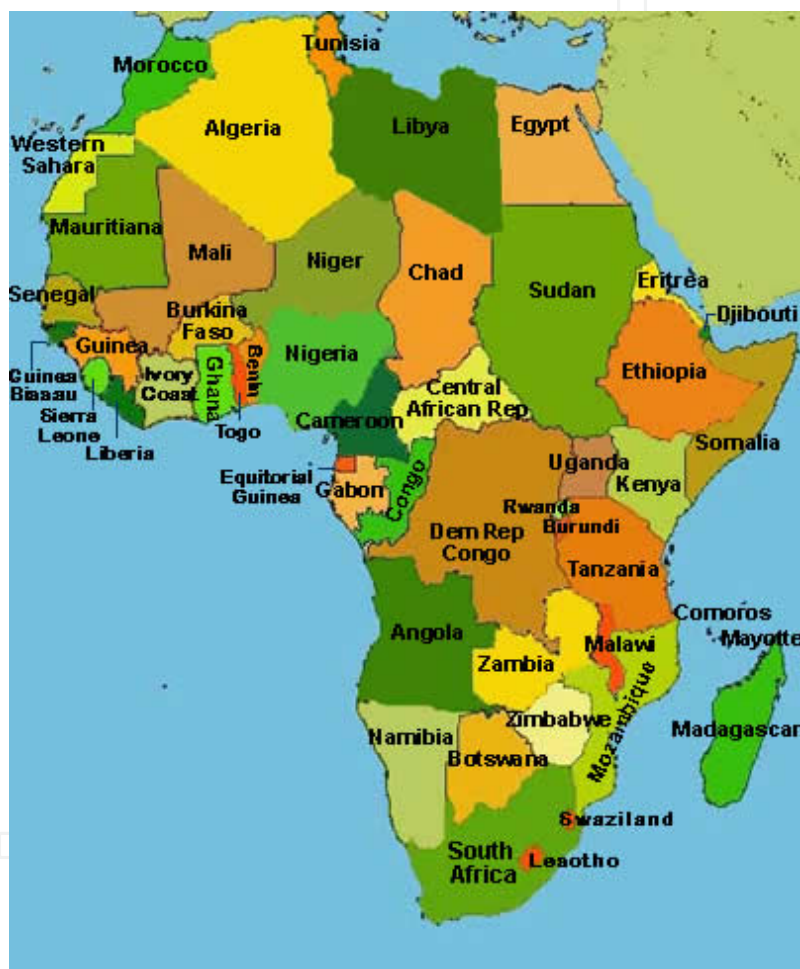 Tunisia
Morocco
Algeria
Libya
Egypt
Western
Sahara
Mauritiana
Mali
Niger
Chad
Sudan
Eritrea
Djibouti
Senegal
Burkina
Faso
Guinea
Guinea
Bissau
Sierra
Leone
Liberia
Ivory
Coast
Ghana
Togo
Benin
Nigeria
Cameroon
Central
African Rep
Ethiopia
Somalia
Equitorial
Guinea
Gabon
Congo
Uganda
Kenya
Rwanda
Burundi
Dem Rep
Congo
Tanzania
Comoros
Mayotte
Angola
Zambia
Malawi
Mozambique
Madagascar
Zimbabwe
Namibia
Botswana
Swaziland
South
Africa
Lesotho